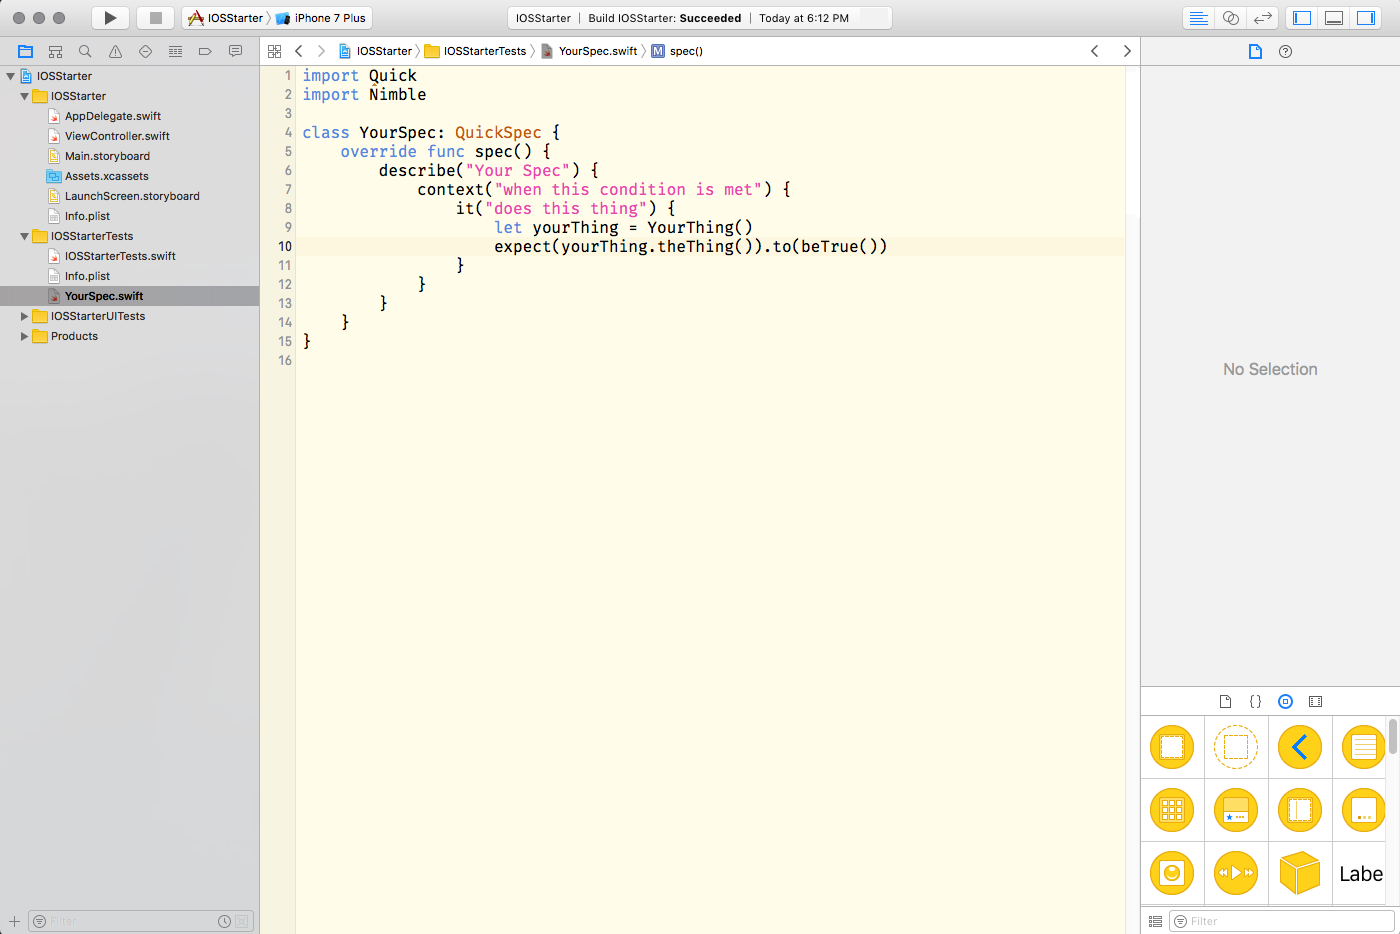 IOSStarter iPhone 7 Plus
IOSStarter | Build IOSStarter: Succeeded | Today at 6:12 PM
IOSStarter IOSStarterTests YourSpec.swift M spec()
IOSStarter
IOSStarter
AppDelegate.swift
ViewController.swift
Main.storyboard
Assets.xcassets
LaunchScreen.storyboard
Info.plist
IOSStarterTests
IOSStarterTests.swift
Info.plist
YourSpec.swift
IOSStarterUITests
Products
Filter
1 import Quick
2 import Nimble
3
4 class YourSpec: QuickSpec {
5 override func spec() {
6 describe("Your Spec") {
7 context("when this condition is met") {
8 it("does this thing") {
9 let yourThing = YourThing()
10 expect(yourThing.theThing()).to(beTrue())
11 }
12 }
13 }
14 }
15 }
16
No Selection
{}
Labe
Filter